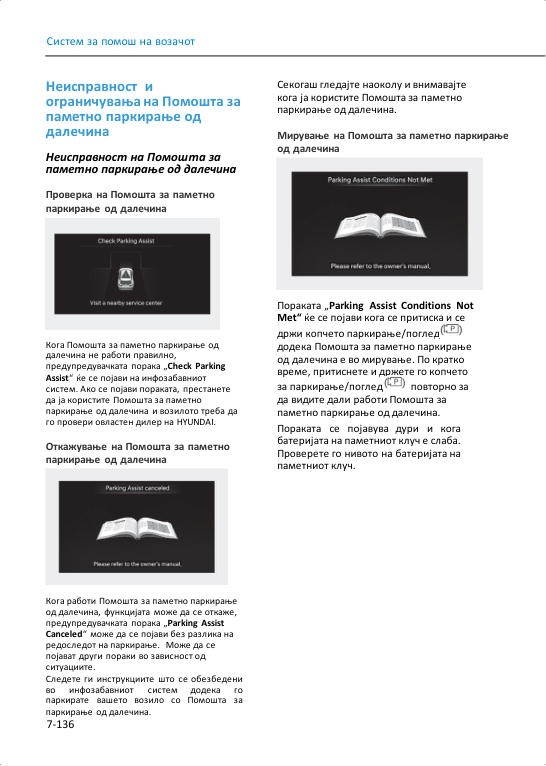 Систем за помош на возачот
Неисправност и
ограничувања на Помошта за
паметно паркирање од
далечина
Неисправност на Помошта за
паметно паркирање од далечина
Проверка на Помошта за паметно
паркирање од далечина
Check Parking Assist
Visit a nearby service center
Кога Помошта за паметно паркирање од
далечина не работи правилно,
предупредувачката порака „Check Parking
Assist“ ќе се појави на инфозабавниот
систем. Ако се појави пораката, престанете
да ја користите Помошта за паметно
паркирање од далечина и возилото треба да
го провери овластен дилер на HYUNDAI.
Откажување на Помошта за паметно
паркирање од далечина
Parking Assist canceled
Please refer to the owner's manual.
Кога работи Помошта за паметно паркирање
од далечина, функцијата може да се откаже,
предупредувачката порака „Parking Assist
Canceled“ може да се појави без разлика на
редоследот на паркирање. Може да се
појават други пораки во зависност од
ситуациите.
Следете ги инструкциите што се обезбедени
во инфозабавниот систем додека го
паркирате вашето возило со Помошта за
паркирање од далечина.
7-136
Секогаш гледајте наоколу и внимавајте
кога ја користите Помошта за паметно
паркирање од далечина.
Мирување на Помошта за паметно паркирање
од далечина
Parking Assist Conditions Not Met
Please refer to the owner's manual.
Пораката „Parking Assist Conditions Not
Met“ ќе се појави кога се притиска и се
држи копчето паркирање/поглед( P )
додека Помошта за паметно паркирање
од далечина е во мирување. По кратко
време, притиснете и држете го копчето
за паркирање/поглед( P ) повторно за
да видите дали работи Помошта за
паметно паркирање од далечина.
Пораката се појавува дури и кога
батеријата на паметниот клуч е слаба.
Проверете го нивото на батеријата на
паметниот клуч.